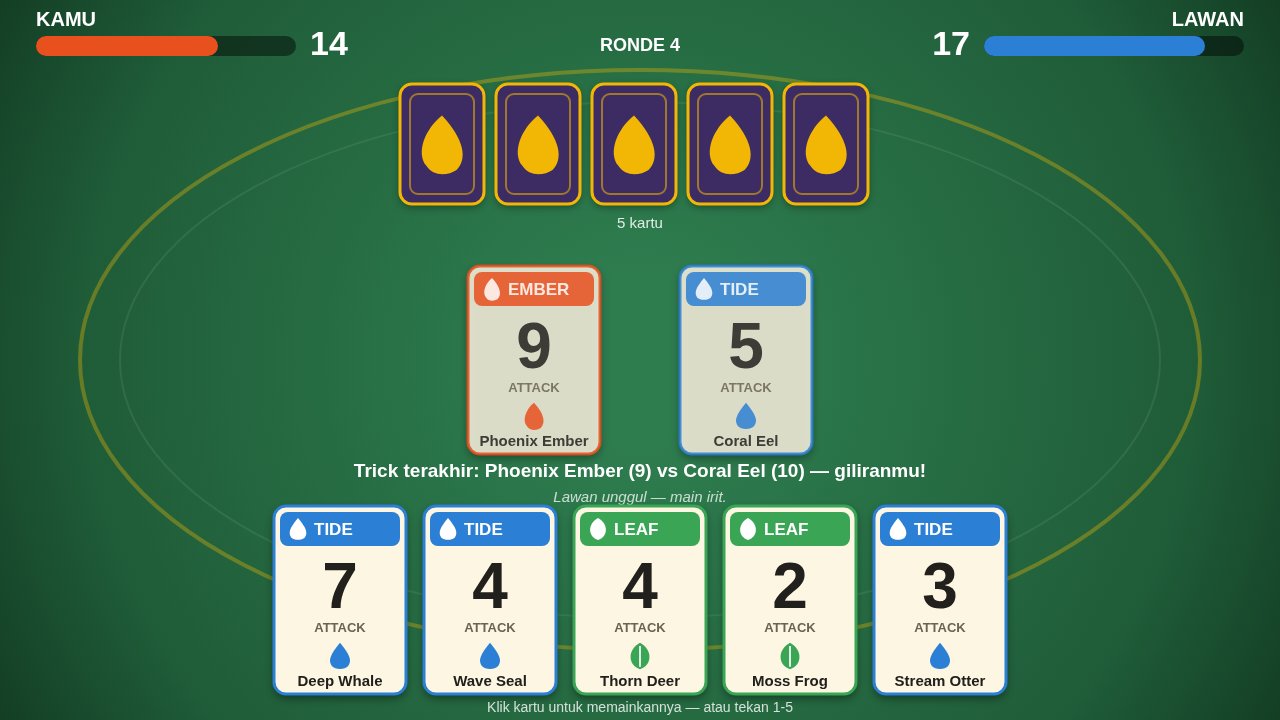 KAMU
14
RONDE 4
LAWAN
17
5 kartu
EMBER
9
ATTACK
Phoenix Ember
TIDE
5
ATTACK
Coral Eel
Trick terakhir: Phoenix Ember (9) vs Coral Eel (10) — giliranmu!
Lawan unggul — main irit.
TIDE
7
ATTACK
Deep Whale
TIDE
4
ATTACK
Wave Seal
LEAF
4
ATTACK
Thorn Deer
LEAF
2
ATTACK
Moss Frog
TIDE
3
ATTACK
Stream Otter
Klik kartu untuk memainkannya — atau tekan 1-5